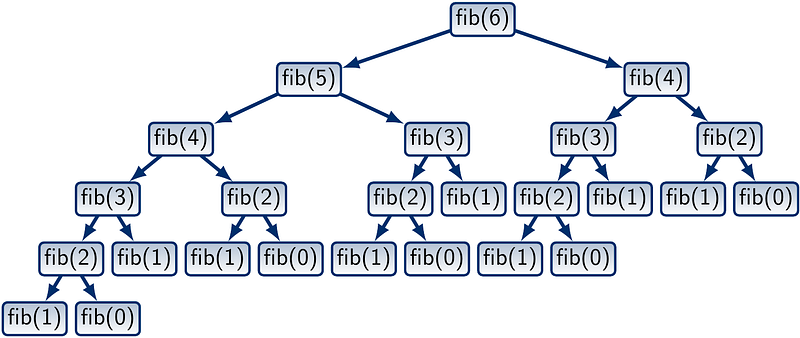 fib(6)
fib(5) fib(4)
fib(4) fib(3) fib(3) fib(2)
fib(3) fib(2) fib(2) fib(1) fib(2) fib(1) fib(1) fib(0)
fib(2) fib(1) fib(1) fib(0) fib(1) fib(0) fib(1) fib(0)
fib(1) fib(0)